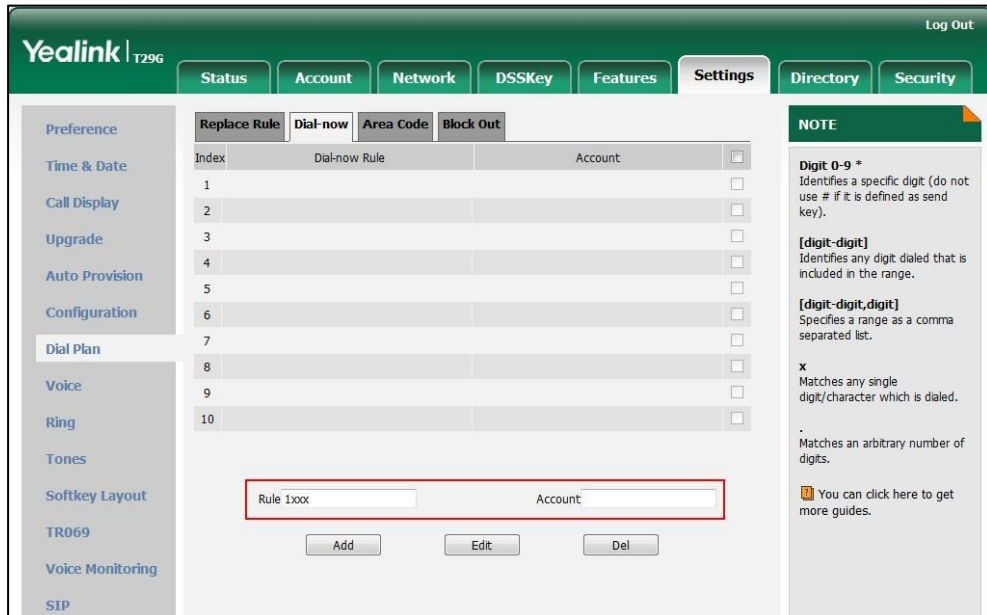 Log Out
Yealink T29G
Status Account Network DSSKey Features Settings Directory Security
Preference
Time & Date
Call Display
Upgrade
Auto Provision
Configuration
Dial Plan
Voice
Ring
Tones
Softkey Layout
TR069
Voice Monitoring
SIP
Replace Rule Dial-now Area Code Block Out
Index Dial-now Rule Account
1
2
3
4
5
6
7
8
9
10
Rule 1xxx Account
Add Edit Del
NOTE
Digit 0-9 *
Identifies a specific digit (do not
use # if it is defined as send
key).
[digit-digit]
Identifies any digit dialed that is
included in the range.
[digit-digit,digit]
Specifies a range as a comma
separated list.
x
Matches any single
digit/character which is dialed.
.
Matches an arbitrary number of
digits.
? You can click here to get
more guides.